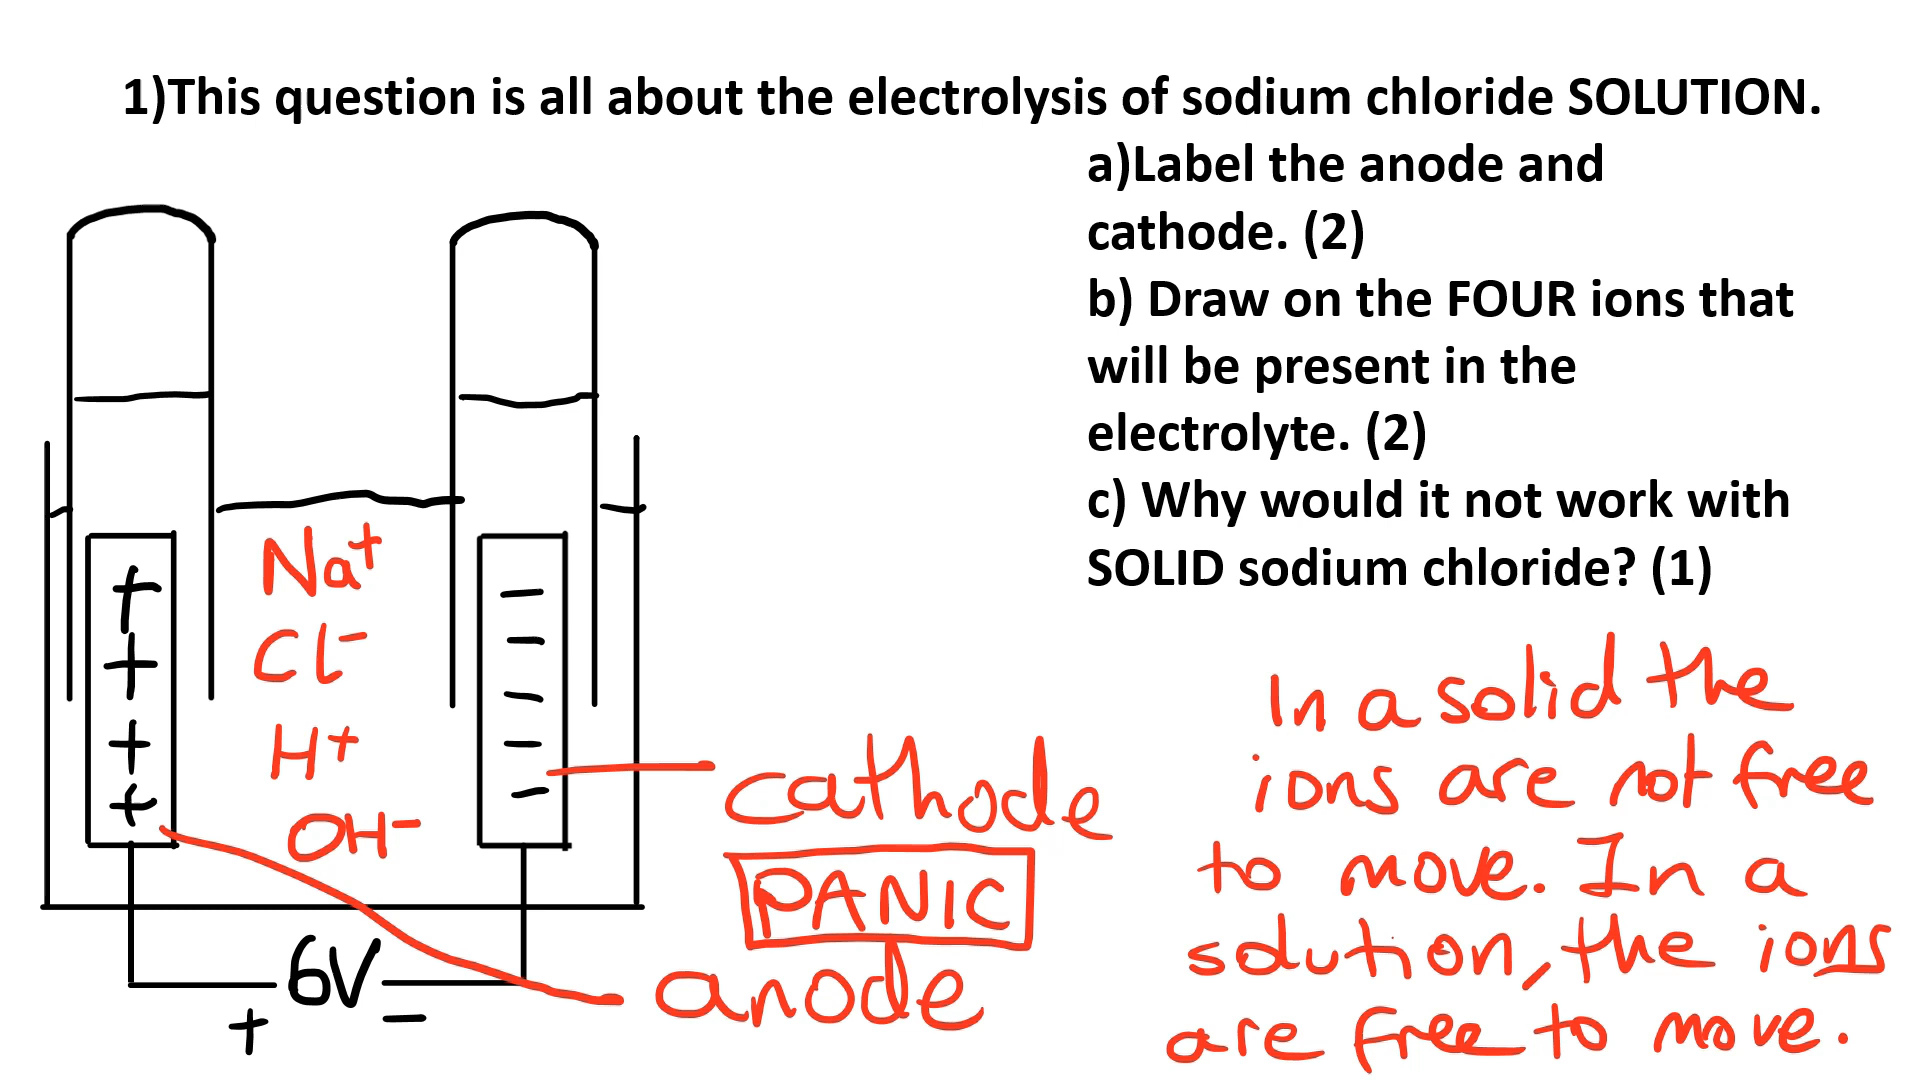 1)This question is all about the electrolysis of sodium chloride SOLUTION.
a)Label the anode and
cathode. (2)
b) Draw on the FOUR ions that
will be present in the
electrolyte. (2)
c) Why would it not work with
SOLID sodium chloride? (1)
Na⁺
Cl⁻
H⁺
OH⁻
+
+
+
+
−
−
−
−
−
6V
+
−
cathode
PANIC
anode
In a solid the
ions are not free
to move. In a
solution, the ions
are free to move.